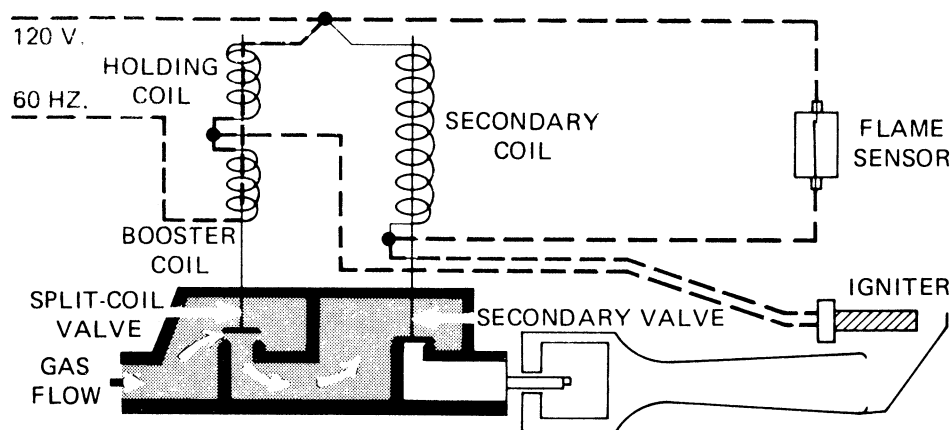 120 V.
HOLDING
COIL
60 HZ.
SECONDARY
COIL
FLAME
SENSOR
BOOSTER
COIL
SPLIT-COIL
VALVE
SECONDARY VALVE
IGNITER
GAS
FLOW